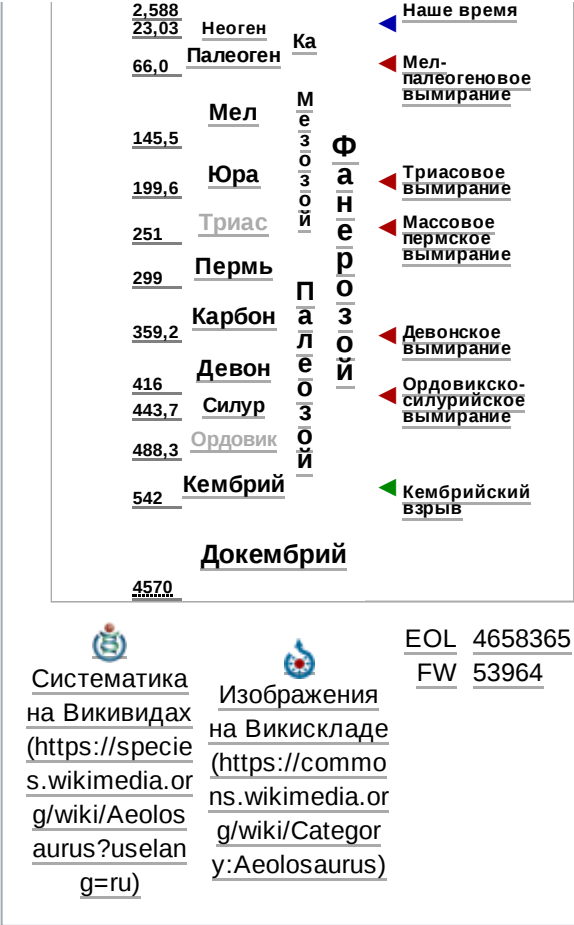 2,588
Наше время
23,03
Неоген
Ка
Палеоген
66,0
Мел-
палеогеновое
вымирание
Мел
Мезозой
145,5
Фанерозой
Юра
Триасовое
вымирание
199,6
Триас
Массовое
пермское
вымирание
251
Пермь
299
Палеозой
Карбон
359,2
Девонское
вымирание
Девон
416
Ордовикско-
силурийское
вымирание
Силур
443,7
Ордовик
488,3
Кембрий
542
Кембрийский
взрыв
Докембрий
4570
Систематика
на Викивидах
(https://specie
s.wikimedia.or
g/wiki/Aeolos
aurus?uselan
g=ru)
Изображения
на Викискладе
(https://commo
ns.wikimedia.or
g/wiki/Categor
y:Aeolosaurus)
EOL 4658365
FW 53964